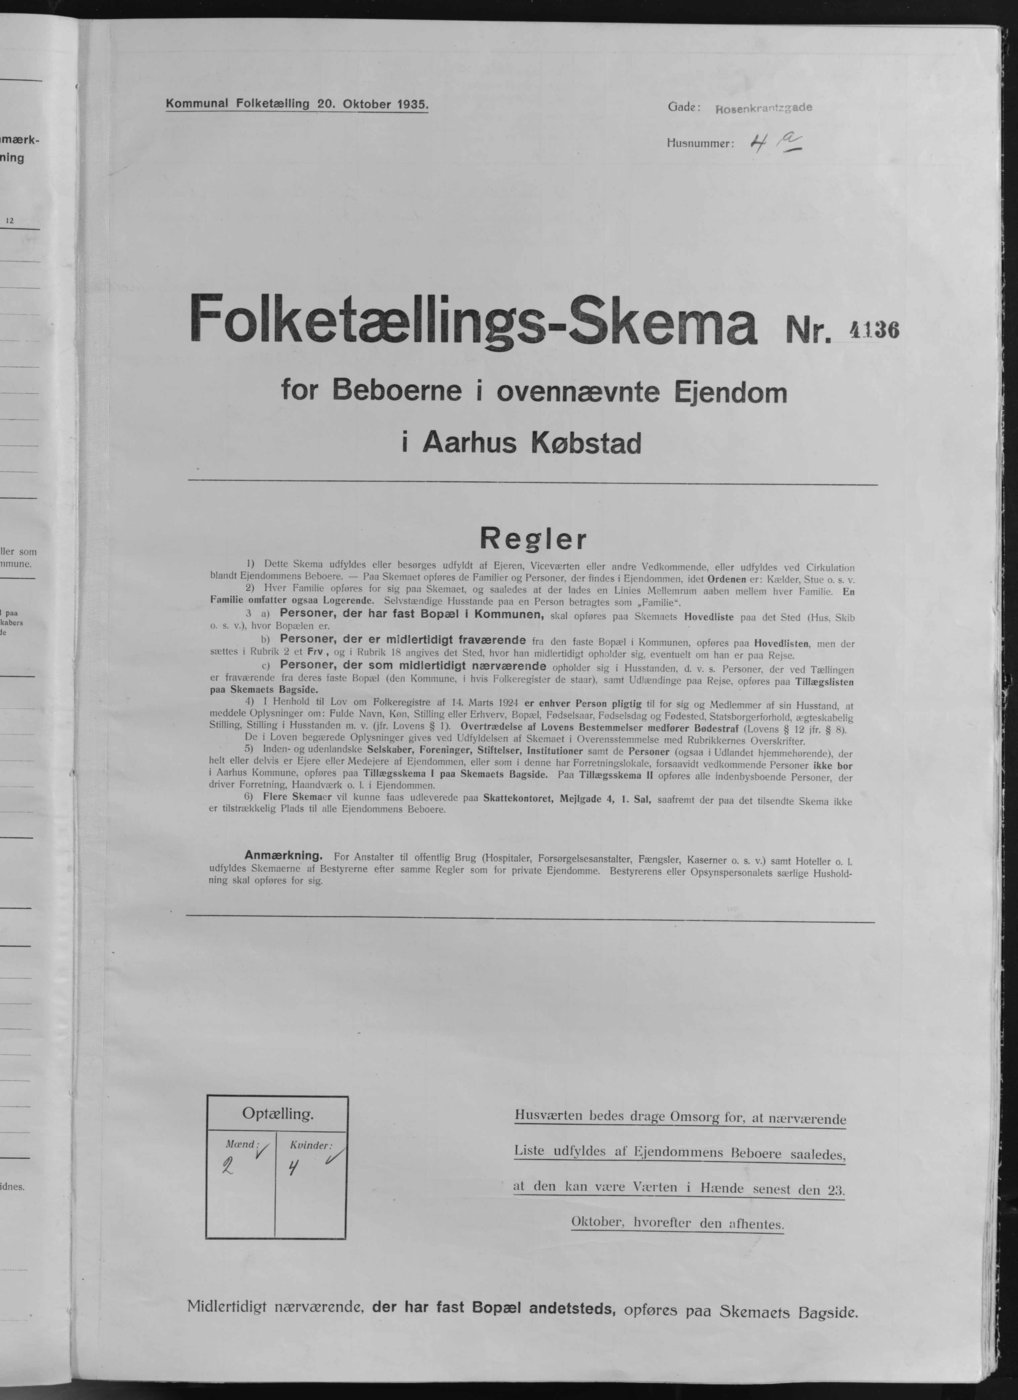 Kommunal Folketælling 20. Oktober 1935.
Gade: Rosenkrantzgade
Husnummer: 4 a
mærk-
ning
12
Folketællings-Skema Nr. 4136
for Beboerne i ovennævnte Ejendom
i Aarhus Købstad
Regler
1) Dette Skema udfyldes eller besørges udfyldt af Ejeren, Viceværten eller andre Vedkommende, eller udfyldes ved Cirkulation
blandt Ejendommens Beboere. — Paa Skemaet opføres de Familier og Personer, der findes i Ejendommen, idet Ordenen er: Kælder, Stue o. s. v.
2) Hver Familie opføres for sig paa Skemaet, og saaledes at der lades en Linies Mellemrum aaben mellem hver Familie. En
Familie omfatter ogsaa Logerende. Selvstændige Husstande paa en Person betragtes som „Familie“.
3 a) Personer, der har fast Bopæl i Kommunen, skal opføres paa Skemaets Hovedliste paa det Sted (Hus, Skib
o. s. v.), hvor Bopælen er.
b) Personer, der er midlertidigt fraværende fra den faste Bopæl i Kommunen, opføres paa Hovedlisten, men der
sættes i Rubrik 2 et Frv, og i Rubrik 18 angives det Sted, hvor han midlertidigt opholder sig, eventuelt om han er paa Rejse.
c) Personer, der som midlertidigt nærværende opholder sig i Husstanden, d. v. s. Personer, der ved Tællingen
er fraværende fra deres faste Bopæl (den Kommune, i hvis Folkeregister de staar), samt Udlændinge paa Rejse, opføres paa Tillægslisten
paa Skemaets Bagside.
4) I Henhold til Lov om Folkeregistre af 14. Marts 1924 er enhver Person pligtig til for sig og Medlemmer af sin Husstand, at
meddele Oplysninger om: Fulde Navn, Køn, Stilling eller Erhverv, Bopæl, Fødselsaar, Fødselsdag og Fødested, Statsborgerforhold, ægteskabelig
Stilling, Stilling i Husstanden m. v. (jfr. Lovens § 1). Overtrædelse af Lovens Bestemmelser medfører Bødestraf (Lovens § 12 jfr. § 8).
De i Loven begærede Oplysninger gives ved Udfyldelsen af Skemaet i Overensstemmelse med Rubrikkernes Overskrifter.
5) Inden- og udenlandske Selskaber, Foreninger, Stiftelser, Institutioner samt de Personer (ogsaa i Udlandet hjemmehørende), der
helt eller delvis er Ejere eller Medejere af Ejendommen, eller som i denne har Forretningslokale, forsaavidt vedkommende Personer ikke bor
i Aarhus Kommune, opføres paa Tillægsskema I paa Skemaets Bagside. Paa Tillægsskema II opføres alle indenbysboende Personer, der
driver Forretning, Haandværk o. l. i Ejendommen.
6) Flere Skemaer vil kunne faas udleverede paa Skattekontoret, Mejlgade 4, 1. Sal, saafremt der paa det tilsendte Skema ikke
er tilstrækkelig Plads til alle Ejendommens Beboere.
Anmærkning. For Anstalter til offentlig Brug (Hospitaler, Forsørgelsesanstalter, Fængsler, Kaserner o. s. v.) samt Hoteller o. l.
udfyldes Skemaerne af Bestyrerne efter samme Regler som for private Ejendomme. Bestyrerens eller Opsynspersonalets særlige Hushold-
ning skal opføres for sig.
ller som
mmune.
l paa
kabers
de
idnes.
Optælling.
Mænd: Kvinder:
2 4
Husværten bedes drage Omsorg for, at nærværende
Liste udfyldes af Ejendommens Beboere saaledes,
at den kan være Værten i Hænde senest den 23.
Oktober, hvorefter den afhentes.
Midlertidigt nærværende, der har fast Bopæl andetsteds, opføres paa Skemaets Bagside.